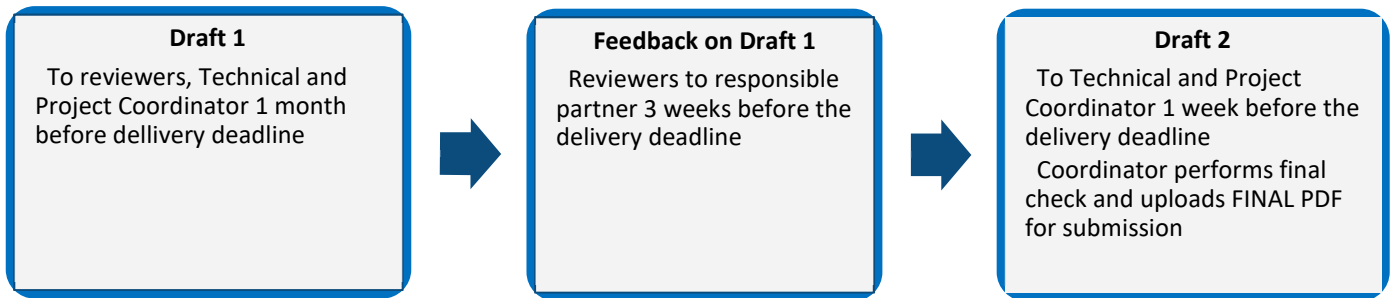 Draft 1
To reviewers, Technical and
Project Coordinator 1 month
before dellivery deadline
Feedback on Draft 1
Reviewers to responsible
partner 3 weeks before the
delivery deadline
Draft 2
To Technical and Project
Coordinator 1 week before the
delivery deadline
Coordinator performs final
check and uploads FINAL PDF
for submission